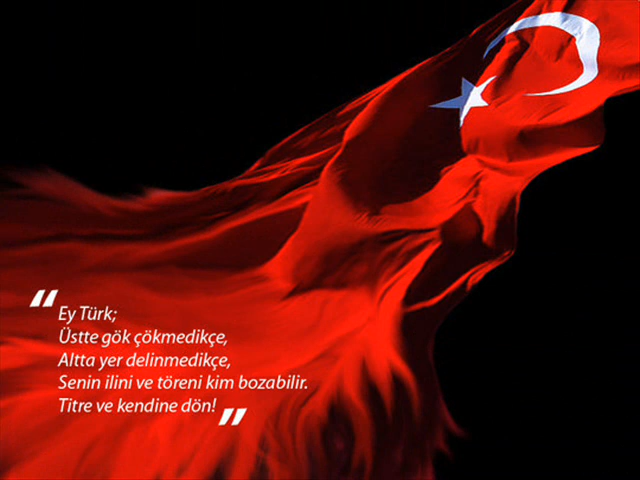 "
Ey Türk;
Üstte gök çökmedikçe,
Altta yer delinmedikçe,
Senin ilini ve töreni kim bozabilir.
Titre ve kendine dön!
"